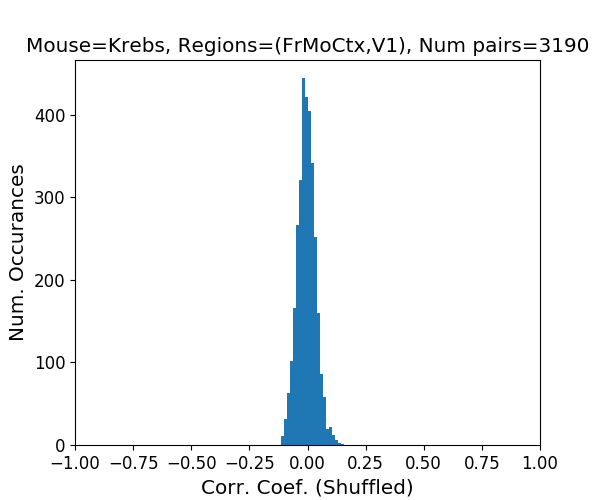 Mouse=Krebs, Regions=(FrMoCtx,V1), Num pairs=3190
Num. Occurances
400
300
200
100
0
−1.00 −0.75 −0.50 −0.25 0.00 0.25 0.50 0.75 1.00
Corr. Coef. (Shuffled)